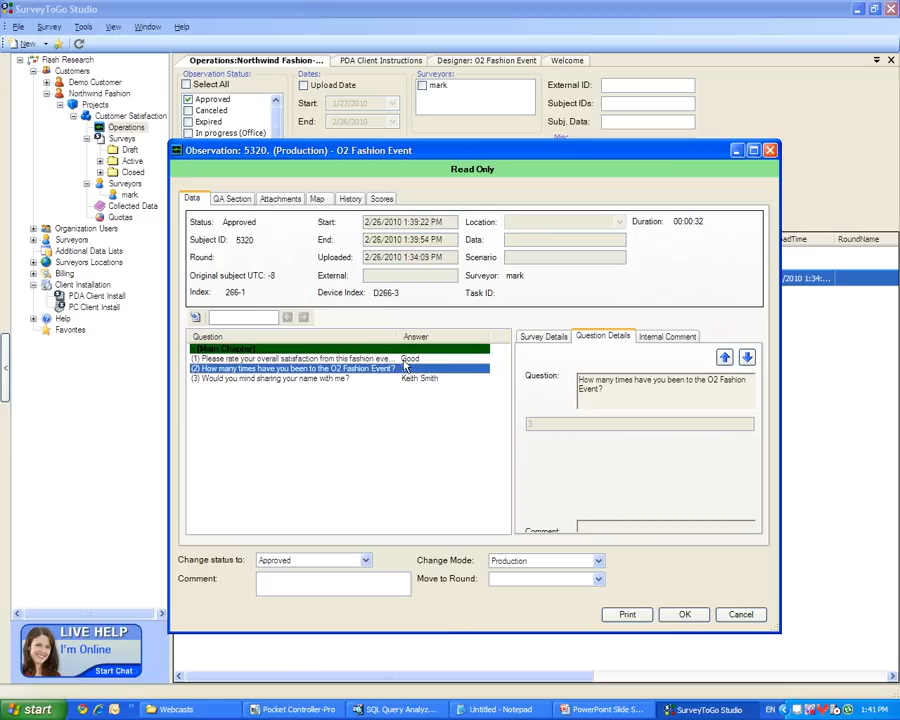 SurveyToGo Studio
File Survey Tools View Window Help
New
Flash Research
Customers
Demo Customer
Northwind Fashion
Projects
Customer Satisfaction
Operations
Surveys
Draft
Active
Closed
Surveyors
mark
Collected Data
Quotas
Organization Users
Surveyors
Additional Data Lists
Surveyors Locations
Billing
Client Installation
PDA Client Install
PC Client Install
Help
Favorites
LIVE HELP
I'm Online
Start Chat
Operations:Northwind Fashion-... PDA Client Instructions Designer: O2 Fashion Event Welcome
Observation Status: Dates: Surveyors
Select All Upload Date mark External ID:
Approved Start: 1/27/2010 Subject IDs:
Canceled
Expired End: 2/26/2010 Subj. Data:
In progress (Office) Misc
Observation: 5320. (Production) - O2 Fashion Event
Read Only
Data QA Section Attachments Map History Scores
Status: Approved Start: 2/26/2010 1:39:22 PM Location: Duration: 00:00:32
Subject ID: 5320 End: 2/26/2010 1:39:54 PM Data:
Round: Uploaded: 2/26/2010 1:34:09 PM Scenario
Original subject UTC: -8 External: Surveyor: mark
Index: 266-1 Device Index: D266-3 Task ID:
Question Answer
[Main Chapter]
(1) Please rate your overall satisfaction from this fashion eve... Good
(2) How many times have you been to the O2 Fashion Event?
(3) Would you mind sharing your name with me? Keith Smith
Survey Details Question Details Internal Comment
Question: How many times have you been to the O2 Fashion
Event?
3
Comment:
Change status to: Approved Change Mode: Production
Comment: Move to Round:
Print OK Cancel
adTime RoundName
/2010 1:34:...
start Webcasts Pocket Controller-Pro SQL Query Analyz... Untitled - Notepad PowerPoint Slide S... SurveyToGo Studio EN 1:41 PM